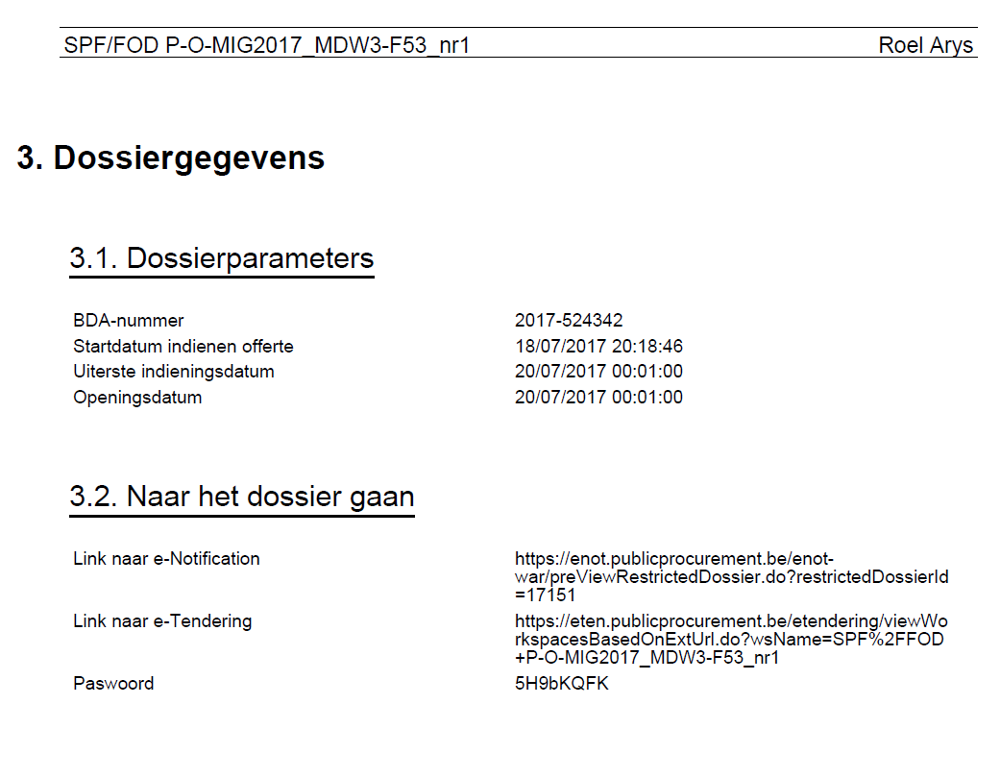 SPF/FOD P-O-MIG2017_MDW3-F53_nr1 Roel Arys
3. Dossiergegevens
3.1. Dossierparameters
BDA-nummer 2017-524342
Startdatum indienen offerte 18/07/2017 20:18:46
Uiterste indieningsdatum 20/07/2017 00:01:00
Openingsdatum 20/07/2017 00:01:00
3.2. Naar het dossier gaan
Link naar e-Notification https://enot.publicprocurement.be/enot-
war/preViewRestrictedDossier.do?restrictedDossierId
=17151
Link naar e-Tendering https://eten.publicprocurement.be/etendering/viewWo
rkspacesBasedOnExtUrl.do?wsName=SPF%2FFOD
+P-O-MIG2017_MDW3-F53_nr1
Paswoord 5H9bKQFK